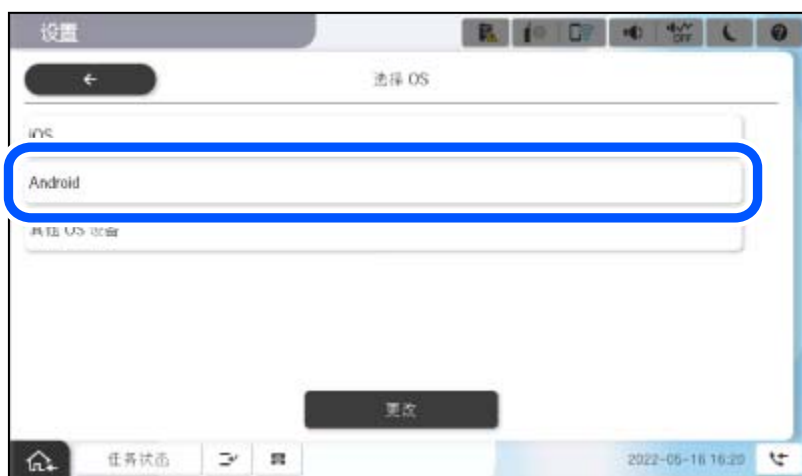 设置
OFF
选择 OS
iOS
Android
其他 OS 设备
更改
任务状态
2022-05-16 16:20